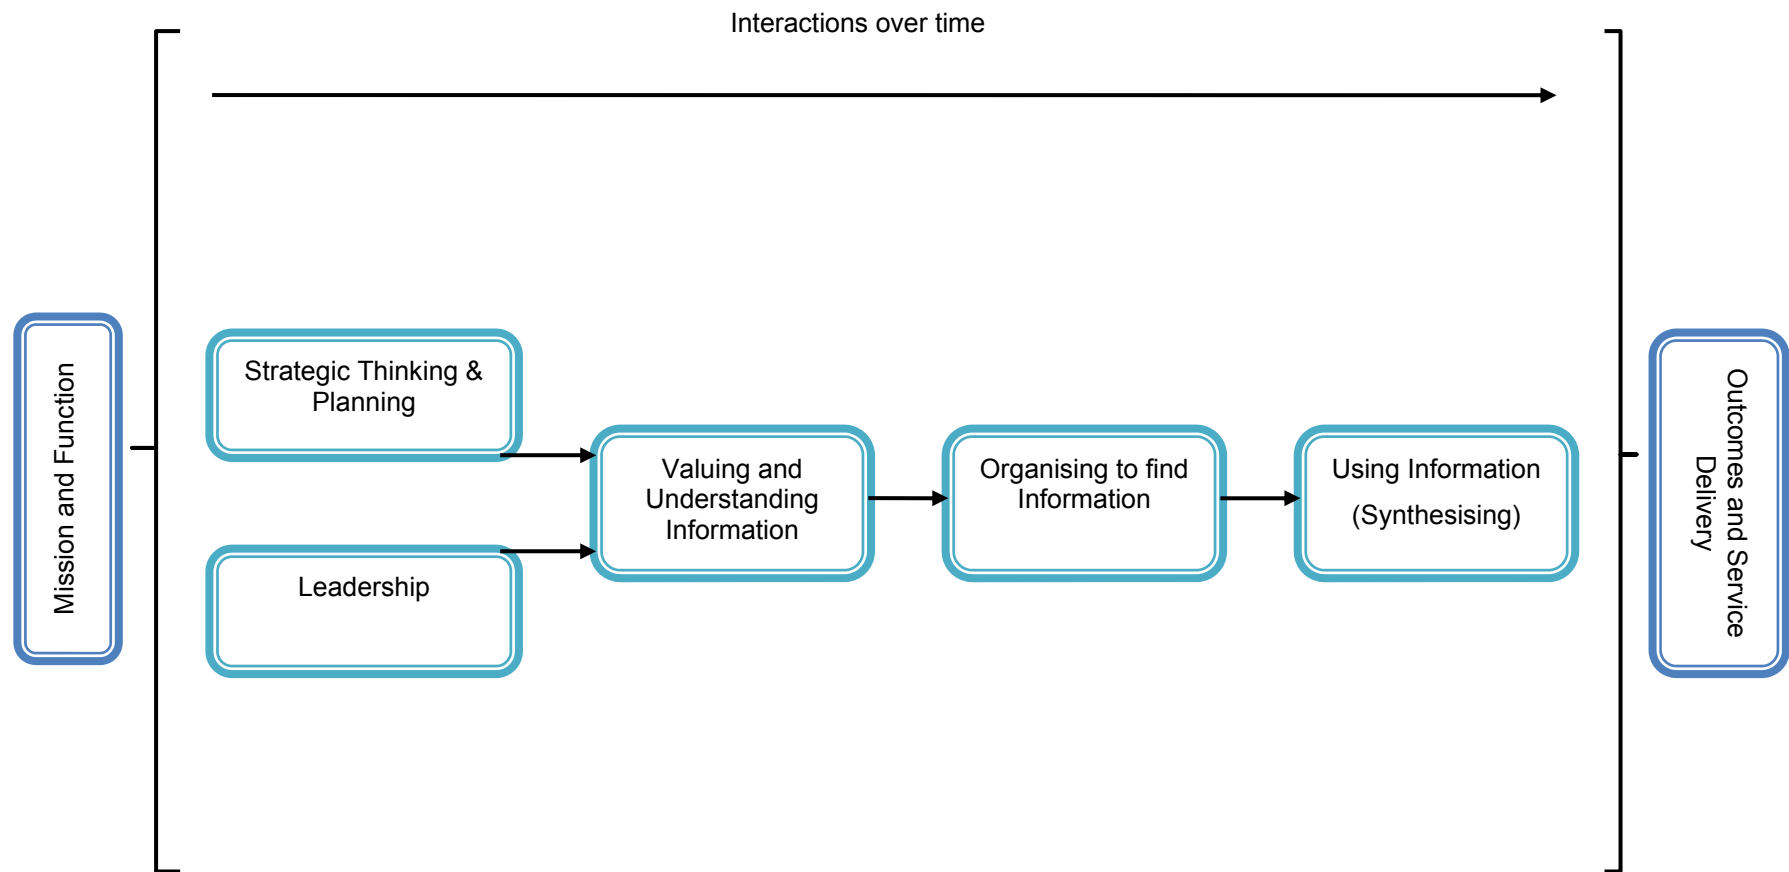 Interactions over time
Mission and Function
Strategic Thinking &
Planning
Leadership
Valuing and
Understanding
Information
Organising to find
Information
Using Information
(Synthesising)
Outcomes and Service
Delivery